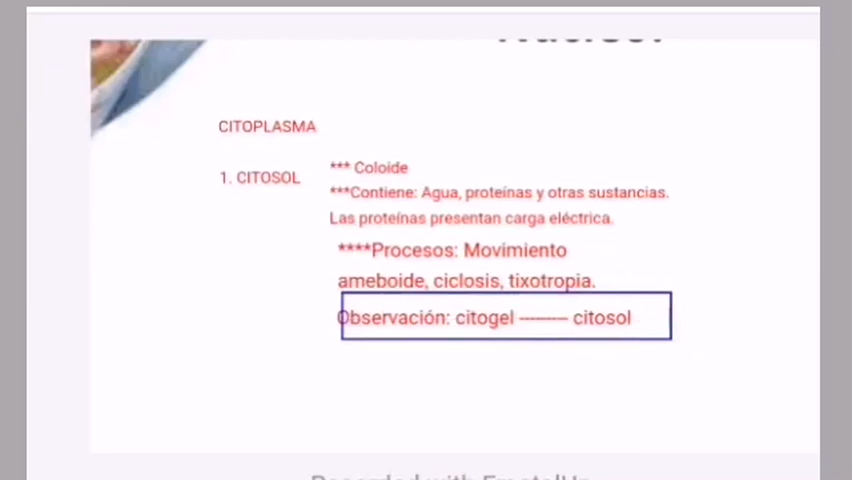 CITOPLASMA
1. CITOSOL
*** Coloide
***Contiene: Agua, proteínas y otras sustancias.
Las proteínas presentan carga eléctrica.
****Procesos: Movimiento
ameboide, ciclosis, tixotropia.
Observación: citogel --------- citosol